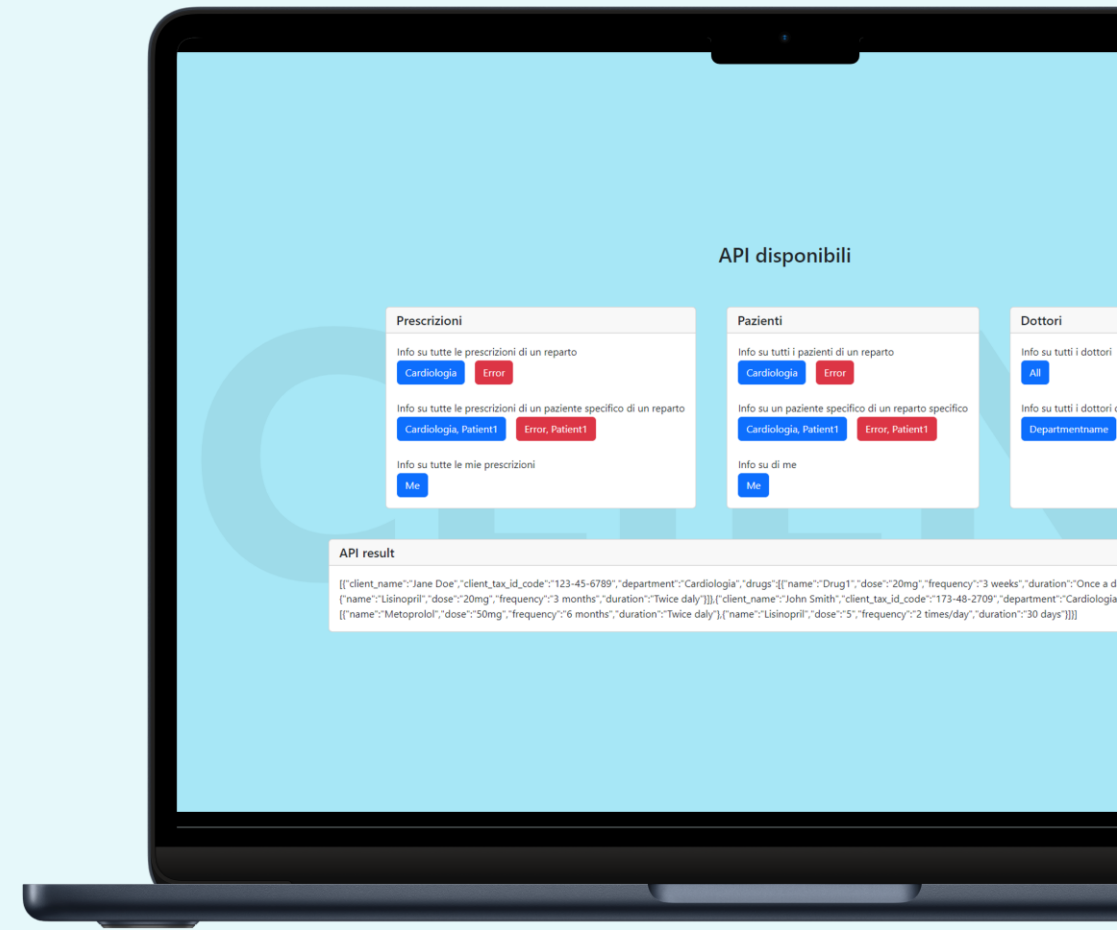 API disponibili
Prescrizioni
Info su tutte le prescrizioni di un reparto
Cardiologia Error
Info su tutte le prescrizioni di un paziente specifico di un reparto
Cardiologia, Patient1 Error, Patient1
Info su tutte le mie prescrizioni
Me
Pazienti
Info su tutti i pazienti di un reparto
Cardiologia Error
Info su un paziente specifico di un reparto specifico
Cardiologia, Patient1 Error, Patient1
Info su di me
Me
Dottori
Info su tutti i dottori
All
Info su tutti i dottori
Departmentname
CLIEN
API result
[{"client_name":"Jane Doe","client_tax_id_code":"123-45-6789","department":"Cardiologia","drugs":[{"name":"Drug1","dose":"20mg","frequency":"3 weeks","duration":"Once a d
{"name":"Lisinopril","dose":"20mg","frequency":"3 months","duration":"Twice daly"}]},{"client_name":"John Smith","client_tax_id_code":"173-48-2709","department":"Cardiologia
[{"name":"Metoprolol","dose":"50mg","frequency":"6 months","duration":"Twice daly"},{"name":"Lisinopril","dose":"5","frequency":"2 times/day","duration":"30 days"}]}]